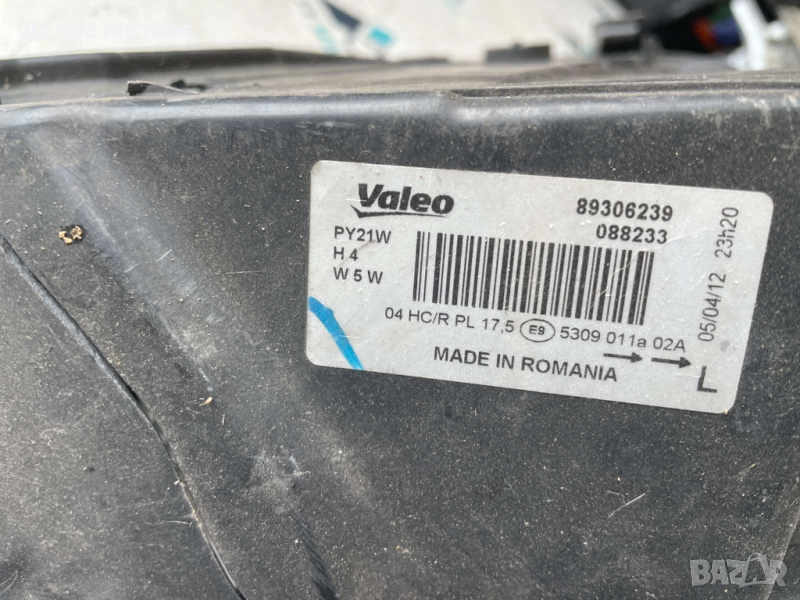 Valeo
89306239
088233
PY21W
H 4
W 5 W
04 HC/R PL 17,5 E9 5309 011a 02A
MADE IN ROMANIA
L
05/04/12 23h20
BAZAR